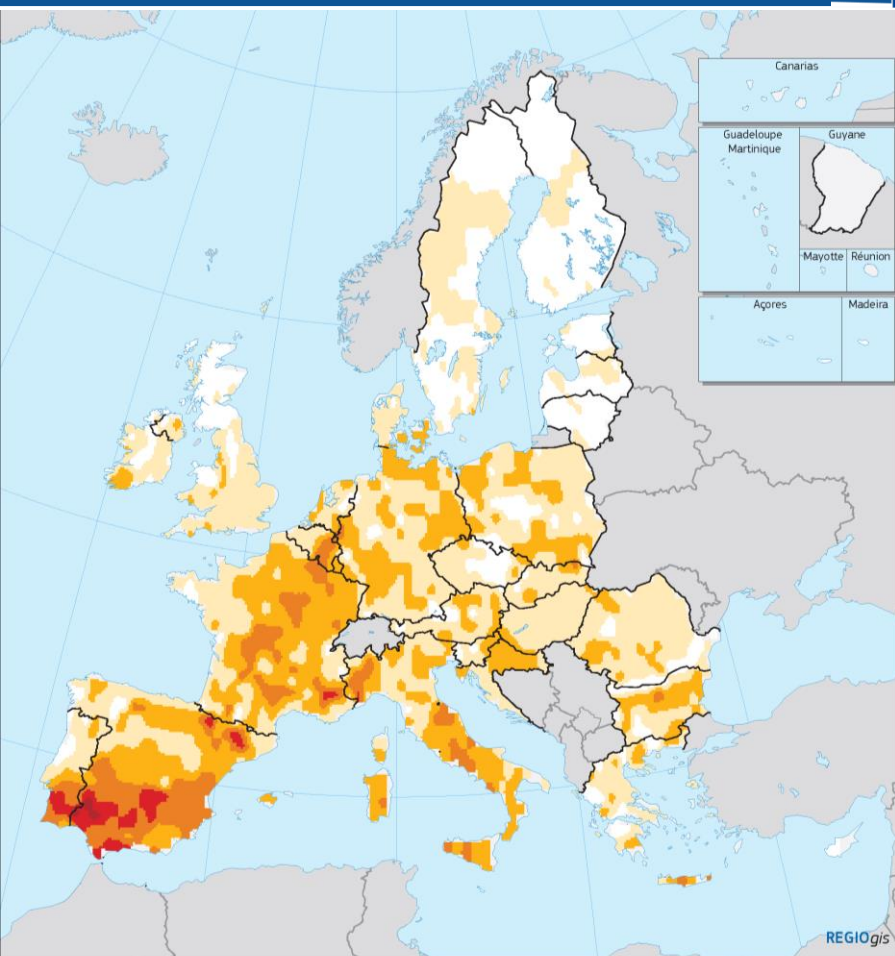 Canarias
Guadeloupe
Martinique
Guyane
Mayotte
Réunion
Açores
Madeira
REGIOgis